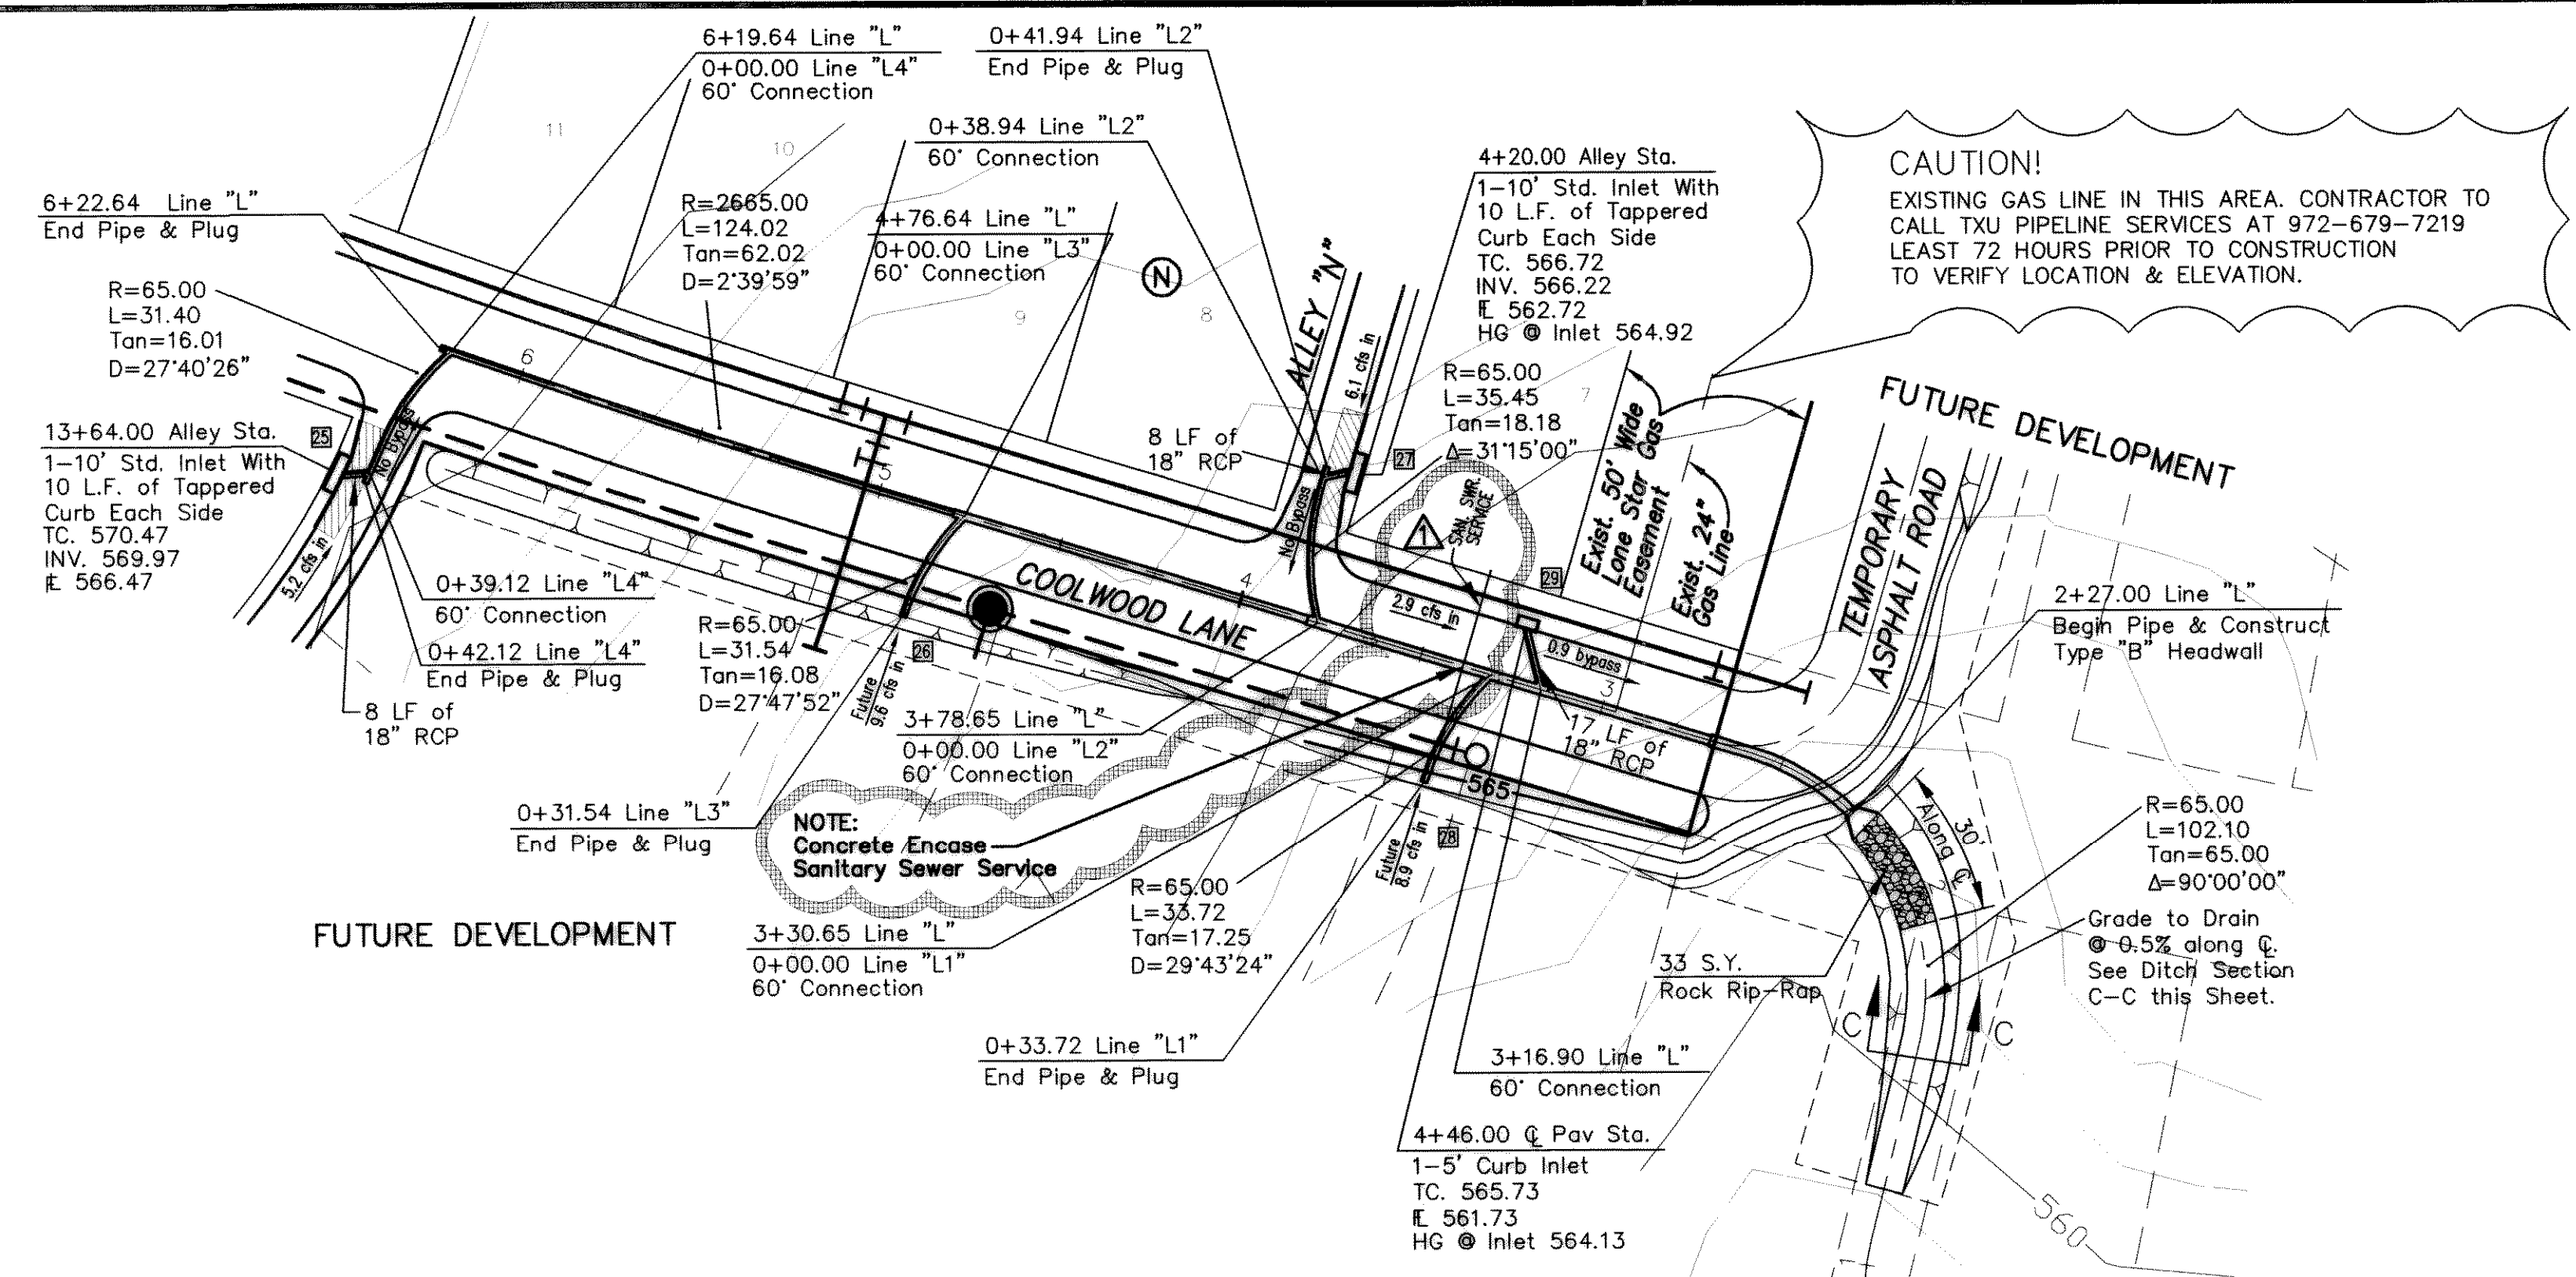 6+19.64 Line "L"
0+00.00 Line "L4"
60° Connection
0+41.94 Line "L2"
End Pipe & Plug
0+38.94 Line "L2"
60° Connection
11
10
9
8
7
6+22.64 Line "L"
End Pipe & Plug
R=2665.00
L=124.02
Tan=62.02
D=2°39'59"
4+76.64 Line "L"
0+00.00 Line "L3"
60° Connection
N
ALLEY "N"
6.1 cfs in
4+20.00 Alley Sta.
1-10' Std. Inlet With
10 L.F. of Tappered
Curb Each Side
TC. 566.72
INV. 566.22
FL 562.72
HG @ Inlet 564.92
CAUTION!
EXISTING GAS LINE IN THIS AREA. CONTRACTOR TO
CALL TXU PIPELINE SERVICES AT 972-679-7219
LEAST 72 HOURS PRIOR TO CONSTRUCTION
TO VERIFY LOCATION & ELEVATION.
R=65.00
L=31.40
Tan=16.01
D=27°40'26"
R=65.00
L=35.45
Tan=18.18
Δ=31°15'00"
FUTURE DEVELOPMENT
13+64.00 Alley Sta.
1-10' Std. Inlet With
10 L.F. of Tappered
Curb Each Side
TC. 570.47
INV. 569.97
FL 566.47
25
No Bypass
5.2 cfs in
6
5
4
3
2
1
8 LF of
18" RCP
27
No Bypass
1
SAN. SWR.
SERVICE
29
2.9 cfs in
0.9 bypass
Exist. 50' Wide
Lone Star Gas
Easement
Exist. 24"
Gas Line
TEMPORARY
ASPHALT ROAD
2+27.00 Line "L"
Begin Pipe & Construct
Type "B" Headwall
0+39.12 Line "L4"
60° Connection
0+42.12 Line "L4"
End Pipe & Plug
8 LF of
18" RCP
COOLWOOD LANE
R=65.00
L=31.54
Tan=16.08
D=27°47'52"
26
Future
9.6 cfs in
3+78.65 Line "L"
0+00.00 Line "L2"
60° Connection
17 LF of
18" RCP
565
28
Future
8.9 cfs in
0+31.54 Line "L3"
End Pipe & Plug
NOTE:
Concrete Encase
Sanitary Sewer Service
FUTURE DEVELOPMENT
3+30.65 Line "L"
0+00.00 Line "L1"
60° Connection
R=65.00
L=33.72
Tan=17.25
D=29°43'24"
30'
Along CL
R=65.00
L=102.10
Tan=65.00
Δ=90°00'00"
Grade to Drain
@ 0.5% along CL.
See Ditch Section
C-C this Sheet.
33 S.Y.
Rock Rip-Rap
C
C
0+33.72 Line "L1"
End Pipe & Plug
3+16.90 Line "L"
60° Connection
4+46.00 CL Pav Sta.
1-5' Curb Inlet
TC. 565.73
FL 561.73
HG @ Inlet 564.13
560